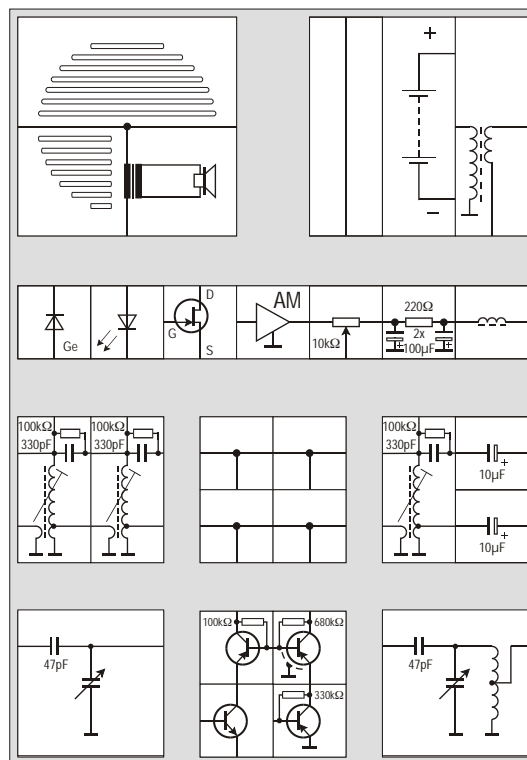 +
−
D
AM
220Ω
G
2x
Ge
S
10kΩ
100µF
+
+
100kΩ
100kΩ
100kΩ
330pF
330pF
330pF
10µF
+
10µF
+
100kΩ
680kΩ
47pF
47pF
330kΩ